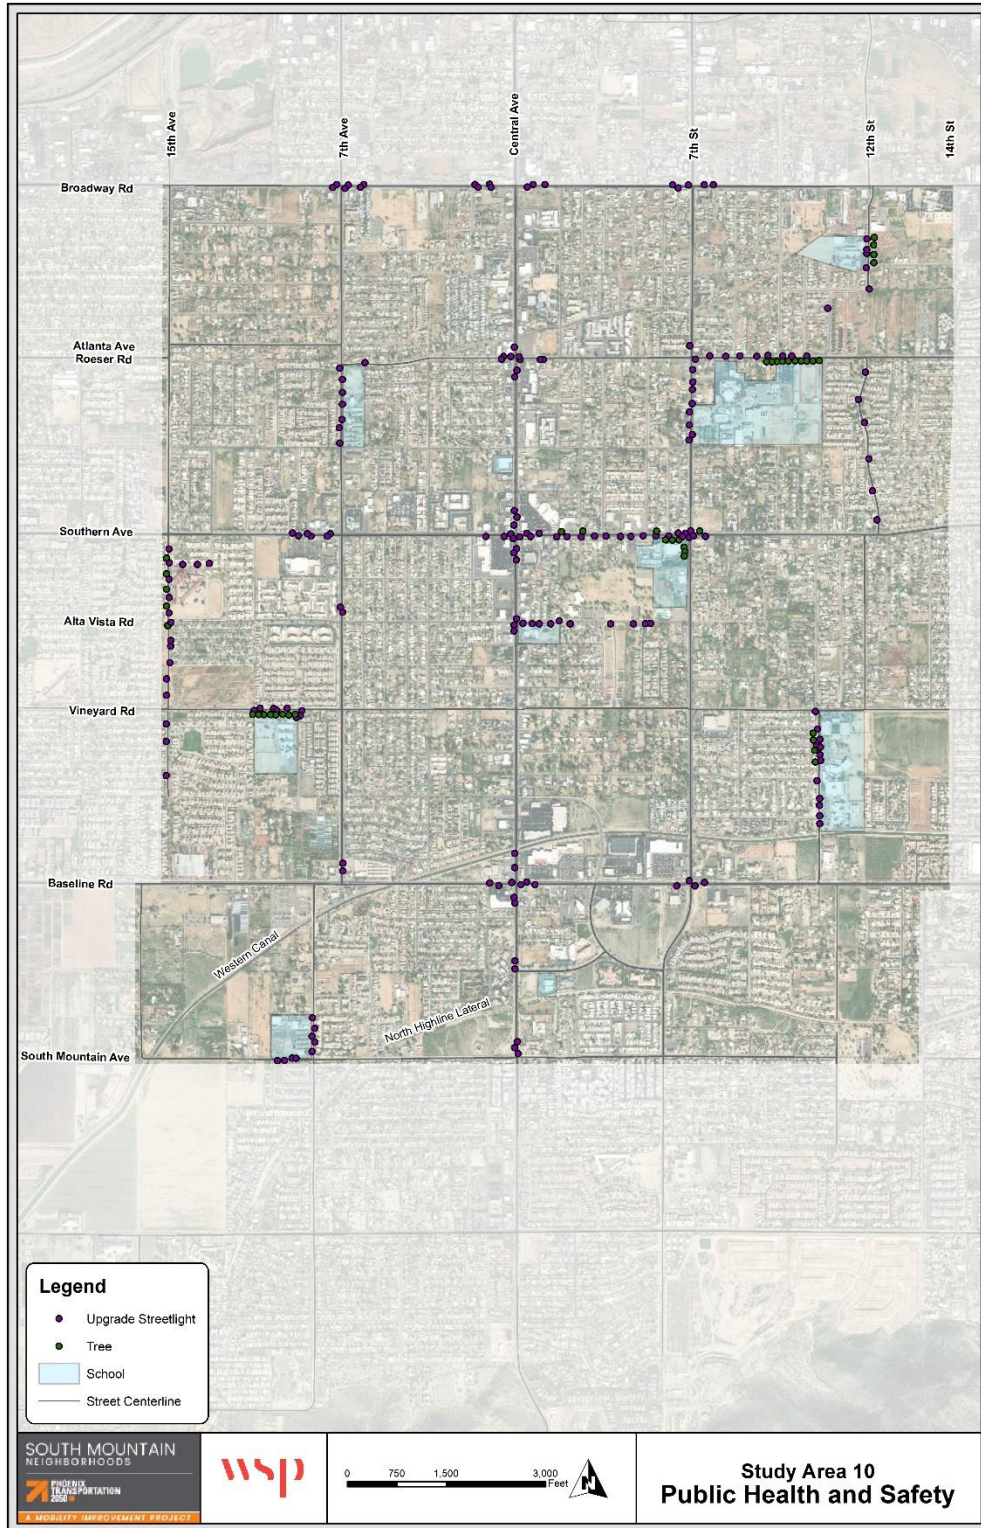 15th Ave
7th Ave
Central Ave
7th St
12th St
14th St
Broadway Rd
Atlanta Ave
Roeser Rd
Southern Ave
Alta Vista Rd
Vineyard Rd
Baseline Rd
Western Canal
North Highline Lateral
South Mountain Ave
Legend
Upgrade Streetlight
Tree
School
Street Centerline
SOUTH MOUNTAIN
NEIGHBORHOODS
PHOENIX
TRANSPORTATION
2050
A MOBILITY IMPROVEMENT PROJECT
wsp
0 750 1,500 3,000
Feet
N
Study Area 10
Public Health and Safety